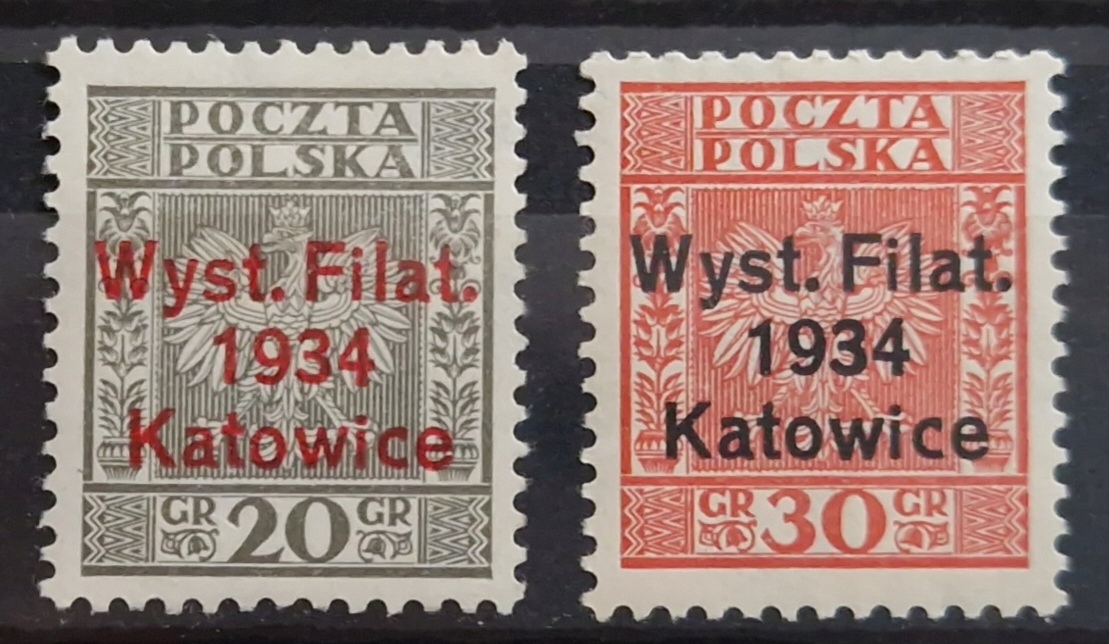 POCZTA
POLSKA
Wyst. Filat.
1934
Katowice
GR 20 GR
POCZTA
POLSKA
Wyst. Filat.
1934
Katowice
GR 30 GR